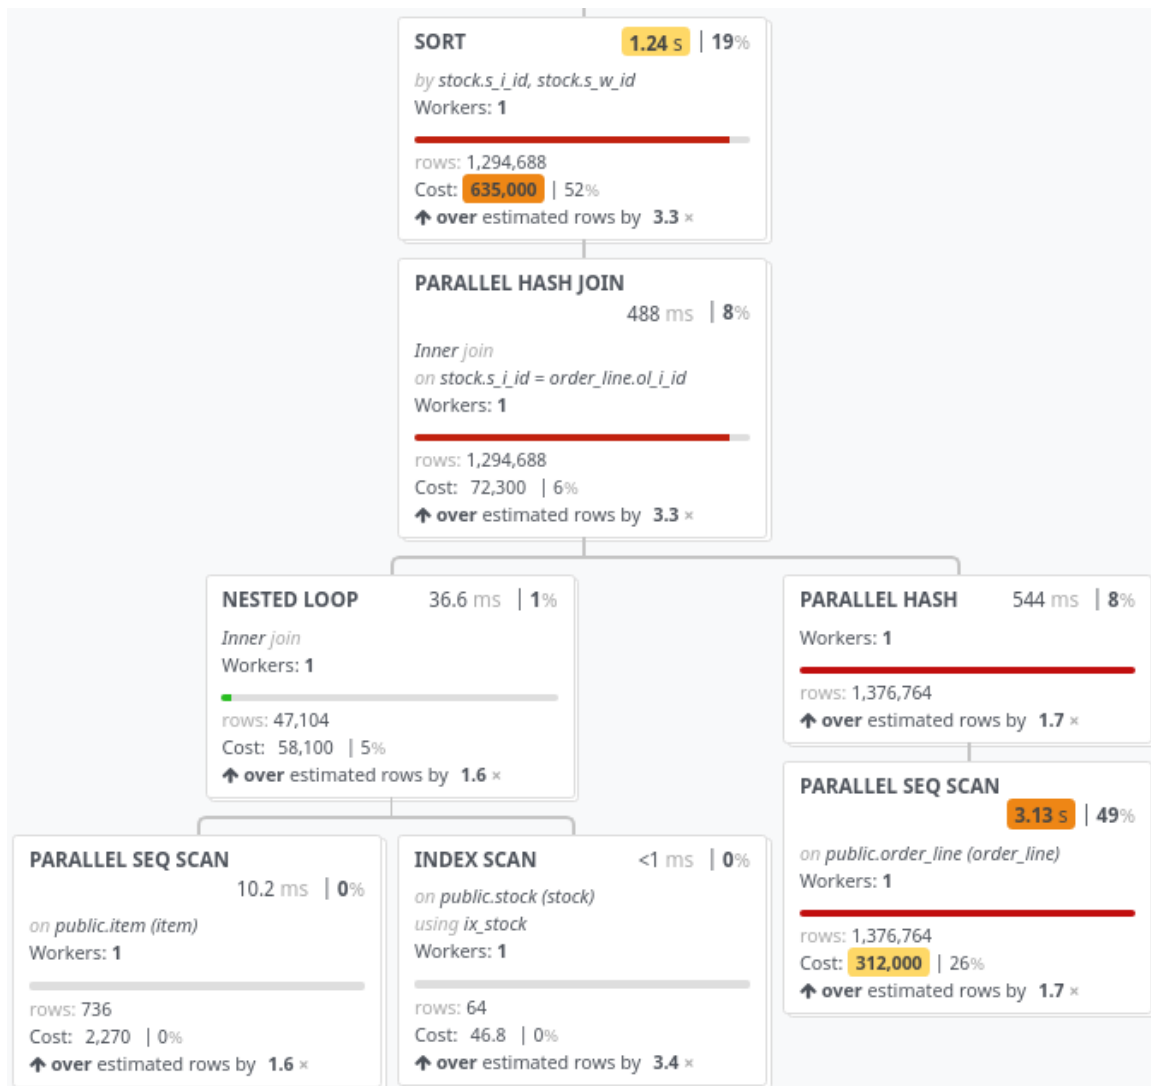 SORT 1.24 s | 19%
by stock.s_i_id, stock.s_w_id
Workers: 1
rows: 1,294,688
Cost: 635,000 | 52%
over estimated rows by 3.3 ×
PARALLEL HASH JOIN
488 ms | 8%
Inner join
on stock.s_i_id = order_line.ol_i_id
Workers: 1
rows: 1,294,688
Cost: 72,300 | 6%
over estimated rows by 3.3 ×
NESTED LOOP 36.6 ms | 1%
Inner join
Workers: 1
rows: 47,104
Cost: 58,100 | 5%
over estimated rows by 1.6 ×
PARALLEL HASH 544 ms | 8%
Workers: 1
rows: 1,376,764
over estimated rows by 1.7 ×
PARALLEL SEQ SCAN
10.2 ms | 0%
on public.item (item)
Workers: 1
rows: 736
Cost: 2,270 | 0%
over estimated rows by 1.6 ×
INDEX SCAN <1 ms | 0%
on public.stock (stock)
using ix_stock
Workers: 1
rows: 64
Cost: 46.8 | 0%
over estimated rows by 3.4 ×
PARALLEL SEQ SCAN
3.13 s | 49%
on public.order_line (order_line)
Workers: 1
rows: 1,376,764
Cost: 312,000 | 26%
over estimated rows by 1.7 ×